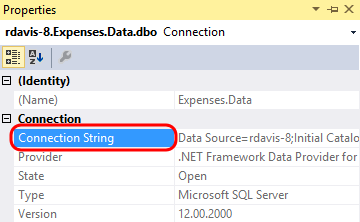 Properties
rdavis-8.Expenses.Data.dbo Connection
(Identity)
(Name) Expenses.Data
Connection
Connection String Data Source=rdavis-8;Initial Catalo
Provider .NET Framework Data Provider for
State Open
Type Microsoft SQL Server
Version 12.00.2000